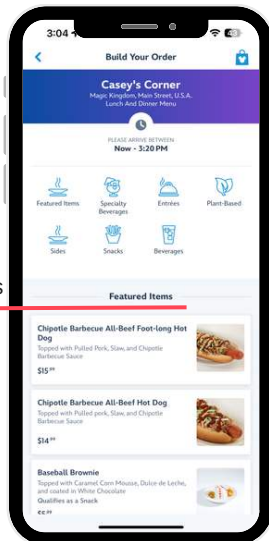 3:04
Build Your Order
Casey's Corner
Magic Kingdom, Main Street, U.S.A.
Lunch And Dinner Menu
PLEASE ARRIVE BETWEEN
Now - 3:20 PM
Featured Items
Specialty
Beverages
Entrées
Plant-Based
Sides
Snacks
Beverages
s
Featured Items
Chipotle Barbecue All-Beef Foot-long Hot
Dog
Topped with Pulled Pork, Slaw, and Chipotle
Barbecue Sauce
Chipotle Barbecue All-Beef Hot Dog
Topped with Pulled pork, Slaw, and Chipotle
Barbecue Sauce
Baseball Brownie
Topped with Caramel Corn Mousse, Dulce de Leche,
and coated in White Chocolate
Qualifies as a Snack